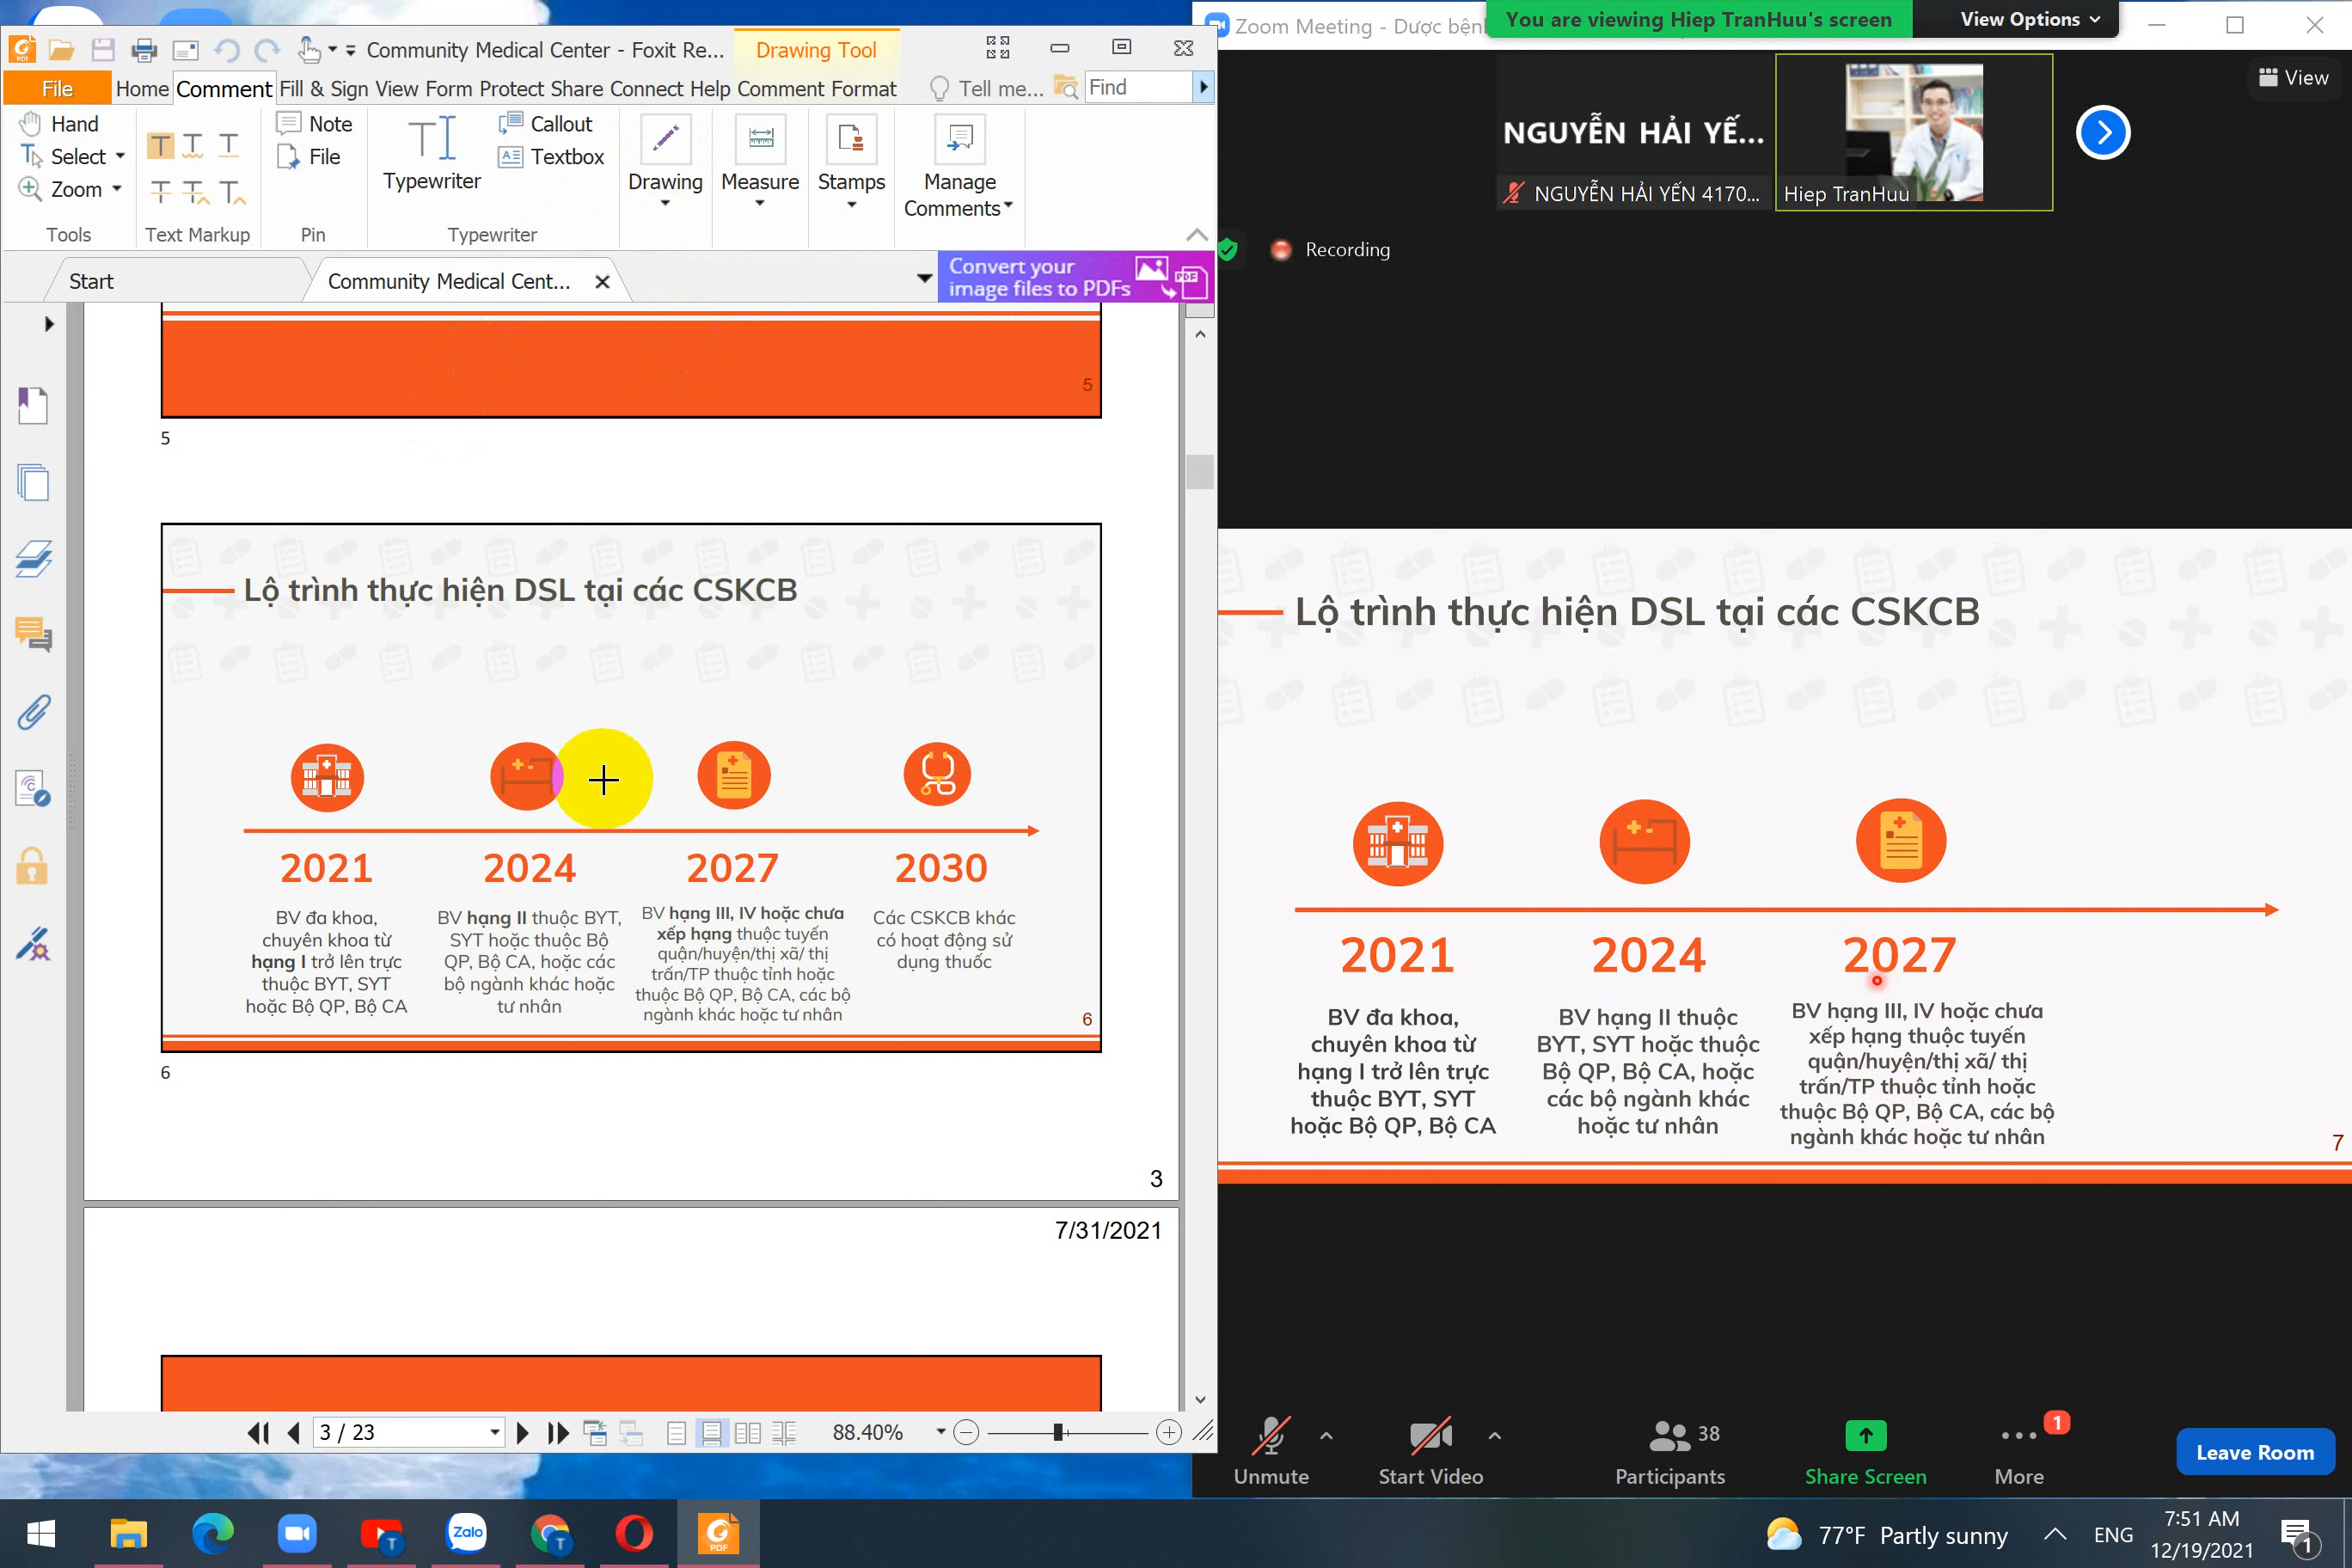 Community Medical Center - Foxit Re...
Drawing Tool
File
Home
Comment
Fill & Sign
View
Form
Protect
Share
Connect
Help
Comment Format
Tell me...
Find
Hand
Select
Zoom
Tools
Text Markup
Note
File
Pin
Typewriter
Callout
Textbox
Typewriter
Drawing
Measure
Stamps
Manage
Comments
Start
Community Medical Cent...
Convert your
image files to PDFs
5
5
Lộ trình thực hiện DSL tại các CSKCB
2021
BV đa khoa,
chuyên khoa từ
hạng I trở lên trực
thuộc BYT, SYT
hoặc Bộ QP, Bộ CA
2024
BV hạng II thuộc BYT,
SYT hoặc thuộc Bộ
QP, Bộ CA, hoặc các
bộ ngành khác hoặc
tư nhân
2027
BV hạng III, IV hoặc chưa
xếp hạng thuộc tuyến
quận/huyện/thị xã/ thị
trấn/TP thuộc tỉnh hoặc
thuộc Bộ QP, Bộ CA, các bộ
ngành khác hoặc tư nhân
2030
Các CSKCB khác
có hoạt động sử
dụng thuốc
6
6
3
7/31/2021
3 / 23
88.40%
Zoom Meeting - Dược bện
You are viewing Hiep TranHuu's screen
View Options
View
NGUYỄN HẢI YẾ...
NGUYỄN HẢI YẾN 4170...
Hiep TranHuu
Recording
Lộ trình thực hiện DSL tại các CSKCB
2021
BV đa khoa,
chuyên khoa từ
hạng I trở lên trực
thuộc BYT, SYT
hoặc Bộ QP, Bộ CA
2024
BV hạng II thuộc
BYT, SYT hoặc thuộc
Bộ QP, Bộ CA, hoặc
các bộ ngành khác
hoặc tư nhân
2027
BV hạng III, IV hoặc chưa
xếp hạng thuộc tuyến
quận/huyện/thị xã/ thị
trấn/TP thuộc tỉnh hoặc
thuộc Bộ QP, Bộ CA, các bộ
ngành khác hoặc tư nhân
7
Unmute
Start Video
38
Participants
Share Screen
1
More
Leave Room
Zalo
T
T
PDF
77°F Partly sunny
ENG
7:51 AM
12/19/2021
1